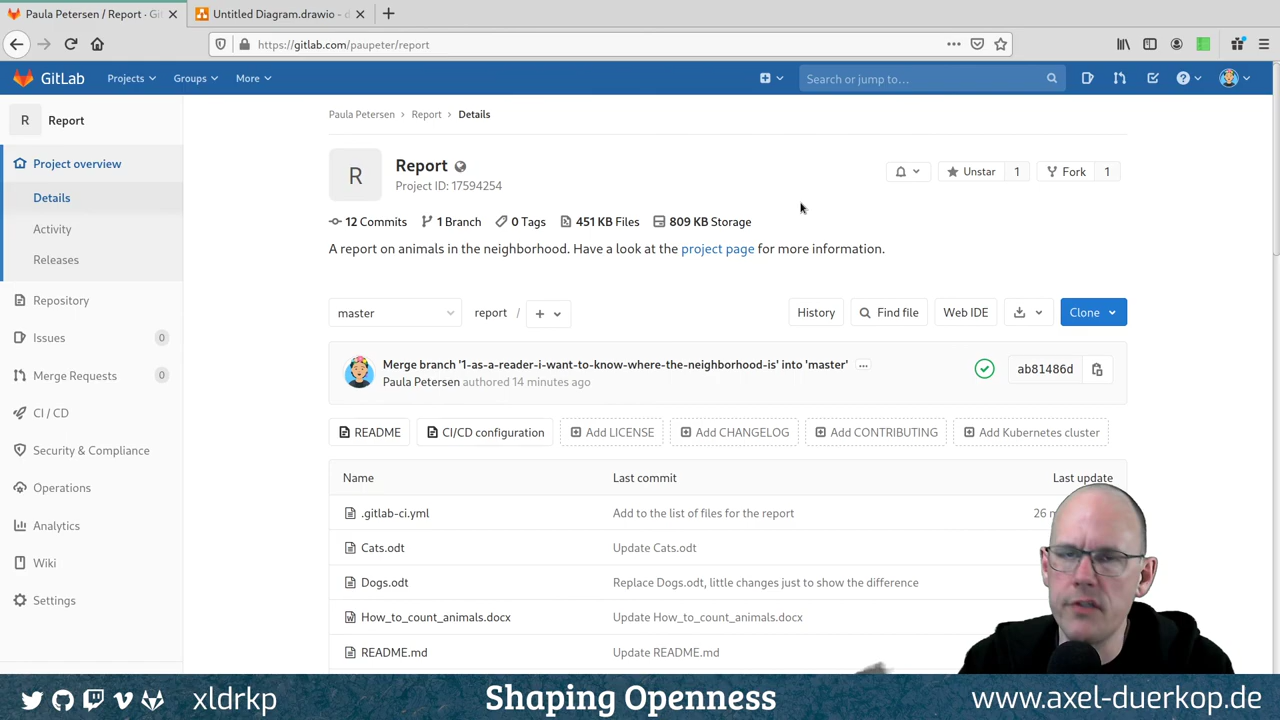 Paula Petersen / Report · Git
Untitled Diagram.drawio - d
https://gitlab.com/paupeter/report
GitLab
Projects
Groups
More
Search or jump to...
R
Report
Project overview
Details
Activity
Releases
Repository
Issues
0
Merge Requests
0
CI / CD
Security & Compliance
Operations
Analytics
Wiki
Settings
Paula Petersen > Report > Details
R
Report
Project ID: 17594254
Unstar 1
Fork 1
12 Commits 1 Branch 0 Tags 451 KB Files 809 KB Storage
A report on animals in the neighborhood. Have a look at the project page for more information.
master
report / +
History
Find file
Web IDE
Clone
Merge branch '1-as-a-reader-i-want-to-know-where-the-neighborhood-is' into 'master' ...
Paula Petersen authored 14 minutes ago
ab81486d
README
CI/CD configuration
Add LICENSE
Add CHANGELOG
Add CONTRIBUTING
Add Kubernetes cluster
Name Last commit Last update
.gitlab-ci.yml Add to the list of files for the report 26
Cats.odt Update Cats.odt
Dogs.odt Replace Dogs.odt, little changes just to show the difference
How_to_count_animals.docx Update How_to_count_animals.docx
README.md Update README.md
xldrkp
Shaping Openness
www.axel-duerkop.de